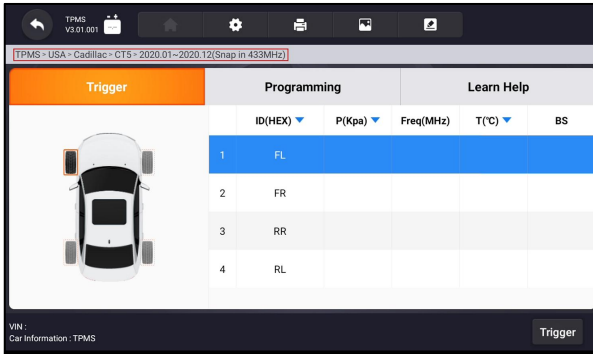 TPMS
V3.01.001
TPMS > USA > Cadillac > CT5 > 2020.01~2020.12(Snap in 433MHz)
Trigger Programming Learn Help
ID(HEX) P(Kpa) Freq(MHz) T(℃) BS
1 FL
2 FR
3 RR
4 RL
VIN :
Car Information : TPMS
Trigger